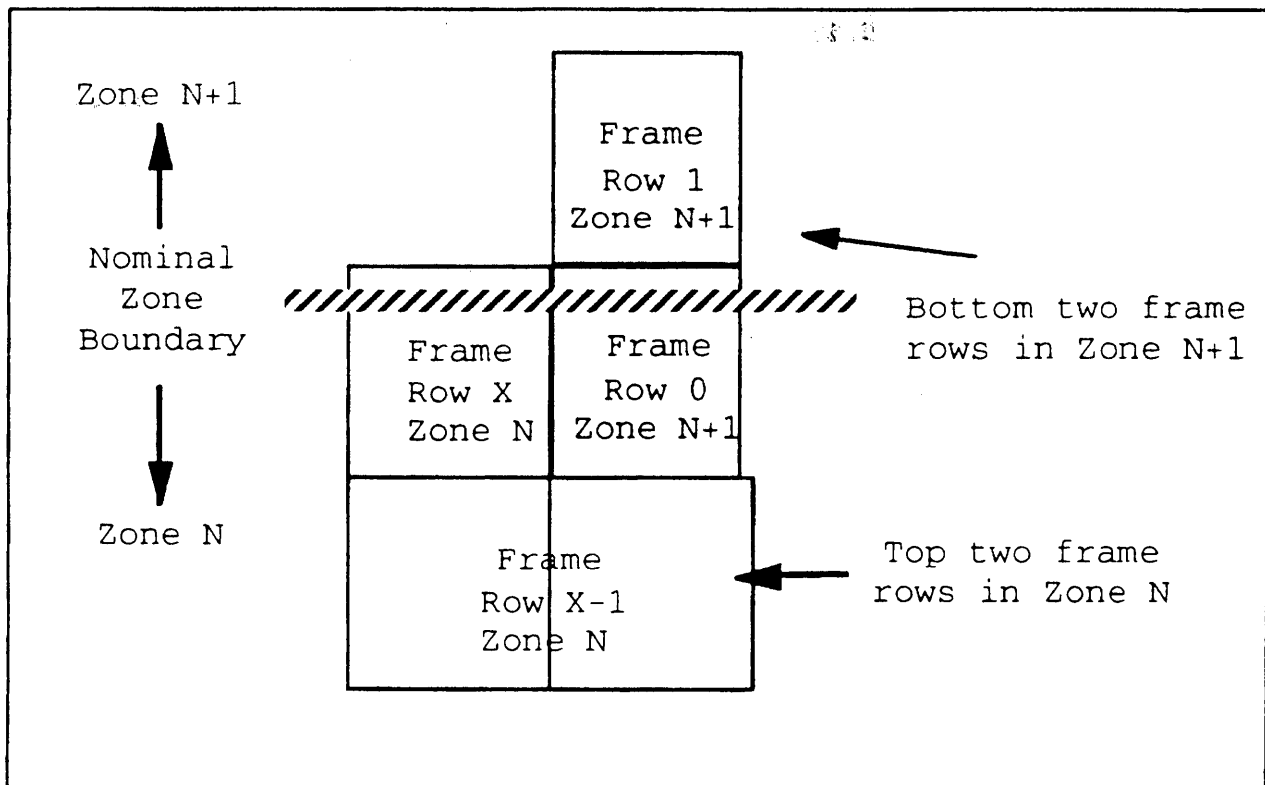 Zone N+1
Nominal
Zone
Boundary
Zone N
Frame
Row 1
Zone N+1
Frame
Row X
Zone N
Frame
Row 0
Zone N+1
Frame
Row X-1
Zone N
Bottom two frame
rows in Zone N+1
Top two frame
rows in Zone N